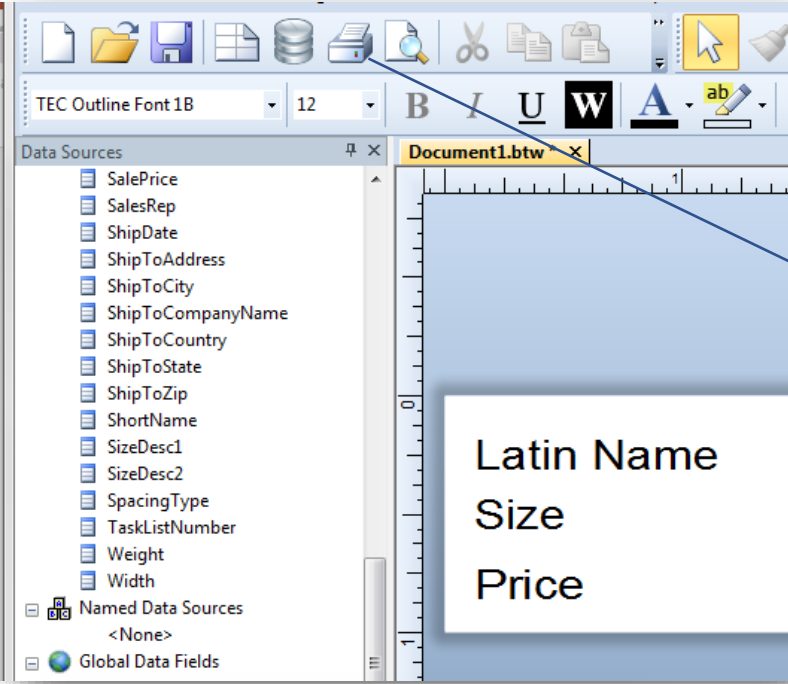 ab
TEC Outline Font 1B 12 B I U W A
Data Sources
Document1.btw *
SalePrice
SalesRep
ShipDate
ShipToAddress
ShipToCity
ShipToCompanyName
ShipToCountry
ShipToState
ShipToZip
ShortName
SizeDesc1
SizeDesc2
SpacingType
TaskListNumber
Weight
Width
Named Data Sources
<None>
Global Data Fields
1
0
1
Latin Name
Size
Price